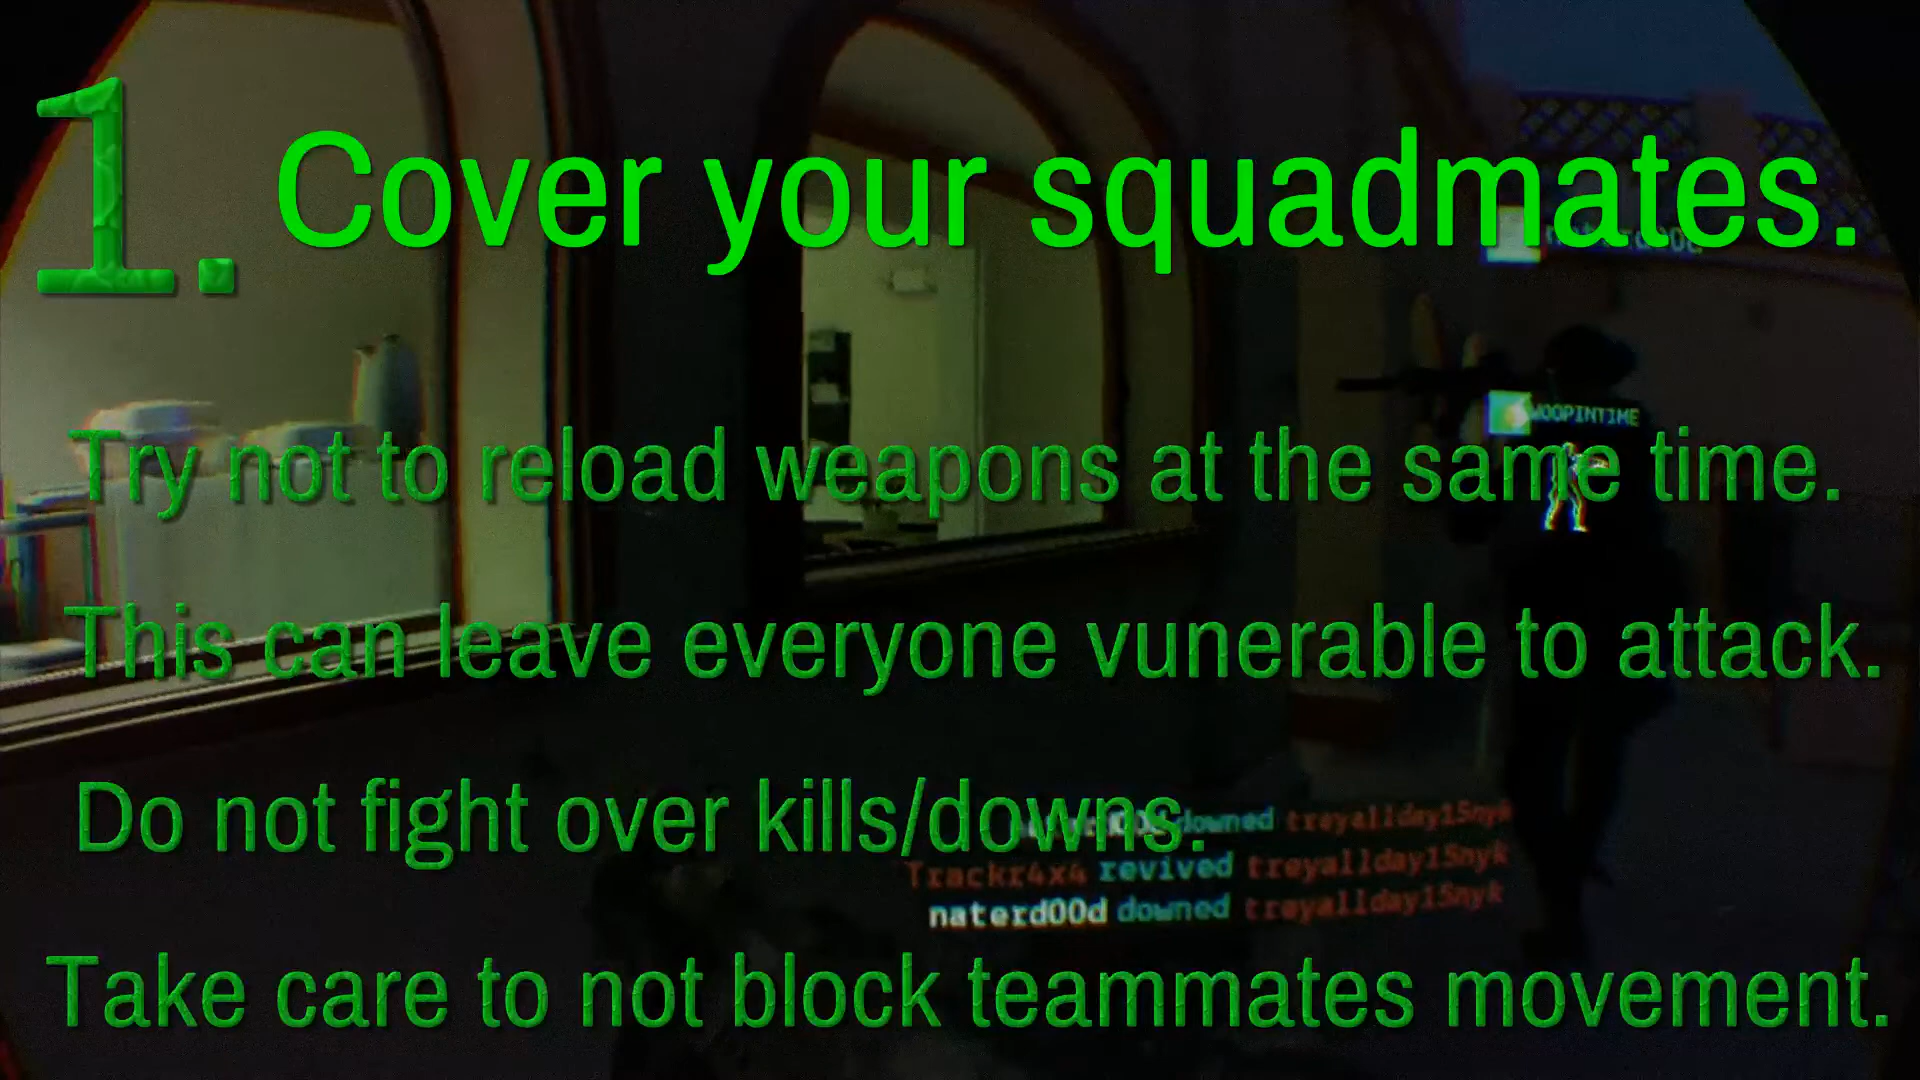 1. Cover your squadmates.
WOOPINTIME
Try not to reload weapons at the same time.
This can leave everyone vunerable to attack.
Do not fight over kills/downs.
downed treyallday15nyk
Trackr4x4 revived treyallday15nyk
naterd00d downed treyallday15nyk
Take care to not block teammates movement.